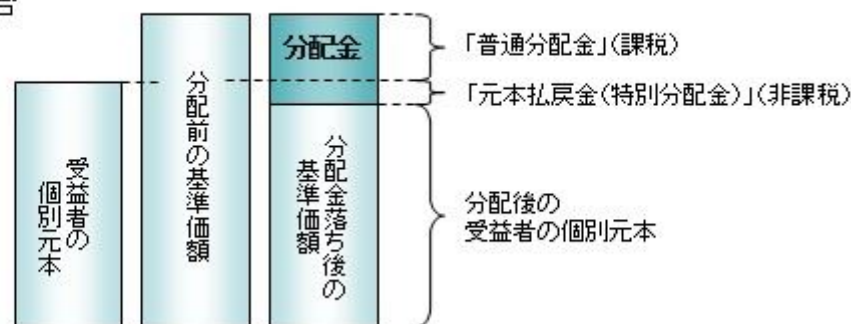 受益者の
個別元本
分配前の基準価額
分配金
分配金落ち後の
基準価額
「普通分配金」(課税)
「元本払戻金(特別分配金)」(非課税)
分配後の
受益者の個別元本